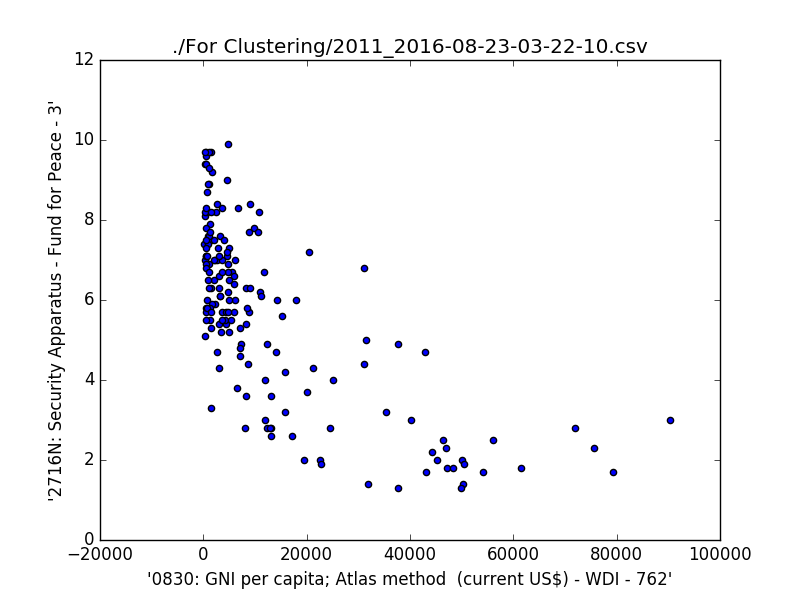 ./For Clustering/2011_2016-08-23-03-22-10.csv
'2716N: Security Apparatus - Fund for Peace - 3'
12
10
8
6
4
2
0
−20000 0 20000 40000 60000 80000 100000
'0830: GNI per capita; Atlas method  (current US$) - WDI - 762'